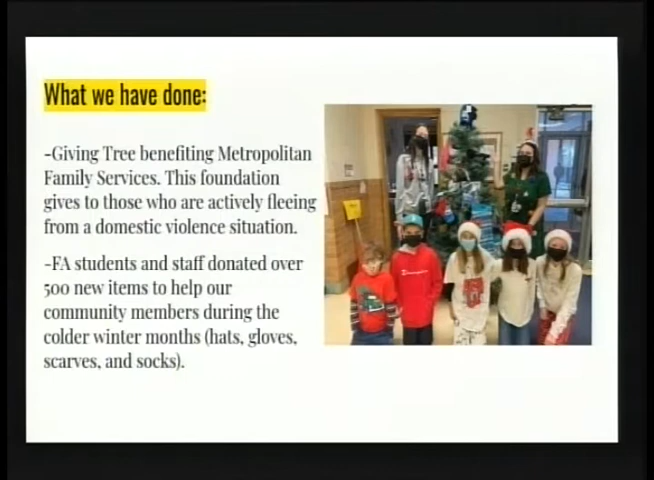 What we have done:
-Giving Tree benefiting Metropolitan
Family Services. This foundation
gives to those who are actively fleeing
from a domestic violence situation.
-FA students and staff donated over
500 new items to help our
community members during the
colder winter months (hats, gloves,
scarves, and socks).